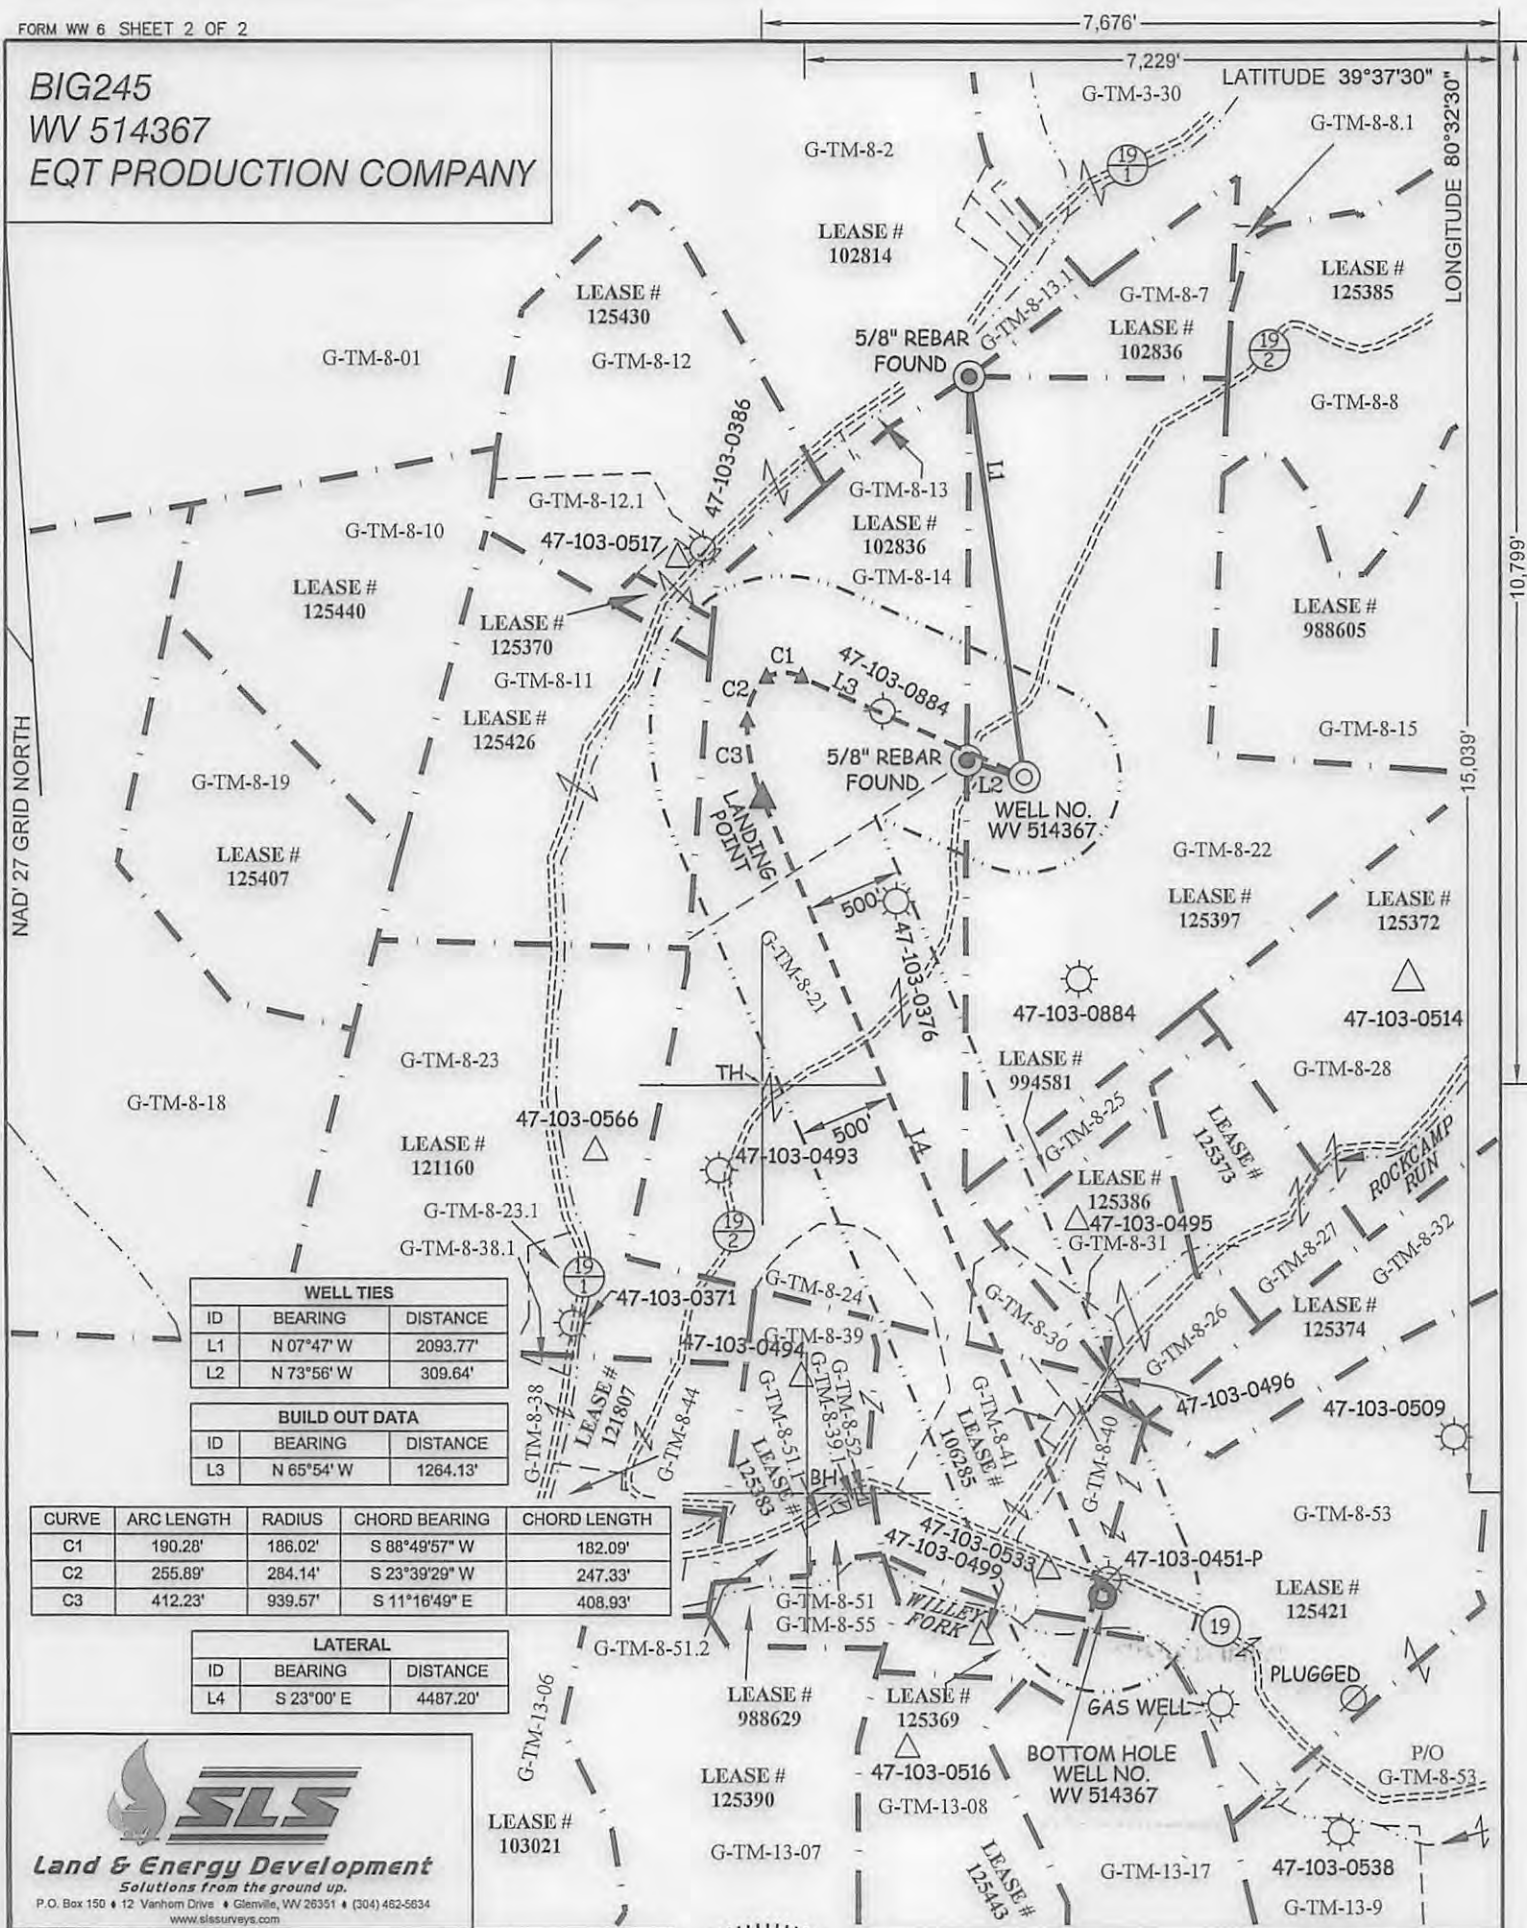 FORM WW 6 SHEET 2 OF 2
7,676'
7,229'
BIG245
WV 514367
EQT PRODUCTION COMPANY
LATITUDE 39°37'30"
LONGITUDE 80°32'30"
G-TM-3-30
G-TM-8-8.1
G-TM-8-2
19
1
LEASE #
102814
LEASE #
125385
LEASE #
125430
G-TM-8-13.1
G-TM-8-7
LEASE #
102836
5/8" REBAR
FOUND
19
2
G-TM-8-01
G-TM-8-12
G-TM-8-8
47-103-0386
L1
G-TM-8-12.1
G-TM-8-13
G-TM-8-10
47-103-0517
LEASE #
102836
G-TM-8-14
10,799'
LEASE #
125440
LEASE #
125370
LEASE #
988605
G-TM-8-11
C1
47-103-0884
L3
C2
LEASE #
125426
NAD' 27 GRID NORTH
G-TM-8-15
15,039'
C3
5/8" REBAR
FOUND
G-TM-8-19
L2
LANDING
POINT
WELL NO.
WV 514367
LEASE #
125407
G-TM-8-22
500'
LEASE #
125397
LEASE #
125372
47-103-0376
G-TM-8-21
47-103-0884
47-103-0514
G-TM-8-23
LEASE #
994581
G-TM-8-28
TH
G-TM-8-18
G-TM-8-25
LEASE #
125373
47-103-0566
500'
L4
LEASE #
121160
47-103-0493
ROCKCAMP
RUN
LEASE #
125386
G-TM-8-23.1
19
2
47-103-0495
G-TM-8-38.1
G-TM-8-31
G-TM-8-27
G-TM-8-32
19
1
47-103-0371
G-TM-8-24
G-TM-8-30
LEASE #
125374
WELL TIES
ID BEARING DISTANCE
L1 N 07°47' W 2093.77'
L2 N 73°56' W 309.64'
47-103-0494
G-TM-8-39
G-TM-8-26
47-103-0496
47-103-0509
G-TM-8-38
LEASE #
121807
G-TM-8-44
G-TM-8-51.1
LEASE #
125383
G-TM-8-39.1
G-TM-8-52
G-TM-8-41
LEASE #
106285
G-TM-8-40
BUILD OUT DATA
ID BEARING DISTANCE
L3 N 65°54' W 1264.13'
BH
G-TM-8-53
CURVE ARC LENGTH RADIUS CHORD BEARING CHORD LENGTH
C1 190.28' 186.02' S 88°49'57" W 182.09'
C2 255.89' 284.14' S 23°39'29" W 247.33'
C3 412.23' 939.57' S 11°16'49" E 408.93'
47-103-0533
47-103-0499
47-103-0451-P
LEASE #
125421
G-TM-8-51
G-TM-8-55
WILLEY
FORK
19
G-TM-8-51.2
LATERAL
ID BEARING DISTANCE
L4 S 23°00' E 4487.20'
PLUGGED
LEASE #
988629
LEASE #
125369
GAS WELL
G-TM-13-06
BOTTOM HOLE
WELL NO.
WV 514367
P/O
G-TM-8-53
LEASE #
125390
47-103-0516
G-TM-13-08
LEASE #
103021
G-TM-13-07
LEASE #
125443
G-TM-13-17
47-103-0538
G-TM-13-9
SLS
Land & Energy Development
Solutions from the ground up.
P.O. Box 150 ♦ 12 Vanhorn Drive ♦ Glenville, WV 26351 ♦ (304) 462-5634
www.slssurveys.com